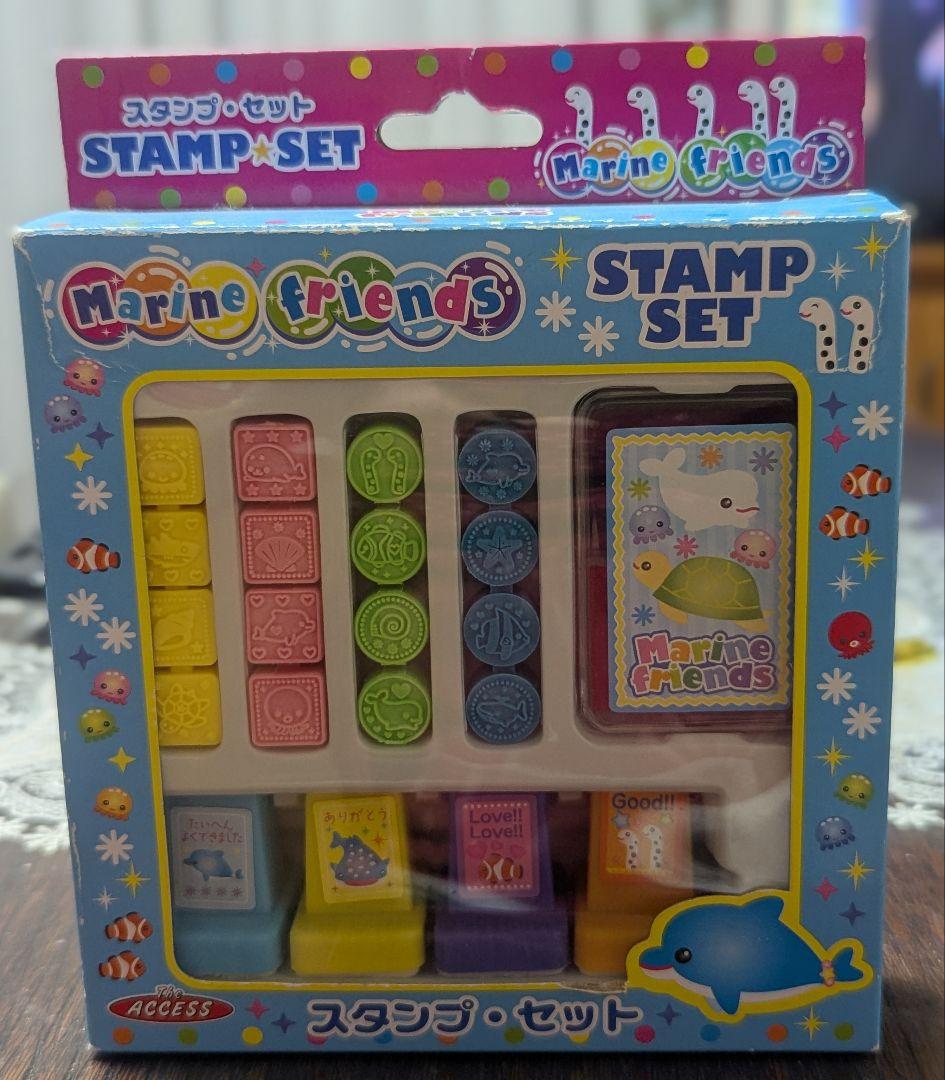 スタンプ・セット
STAMP★SET
Marine friends
Marine friends
STAMP
SET
Marine
friends
たいへん
よくできました
ありがとう
Love!!
Love!!
Good!!
The
ACCESS
スタンプ・セット